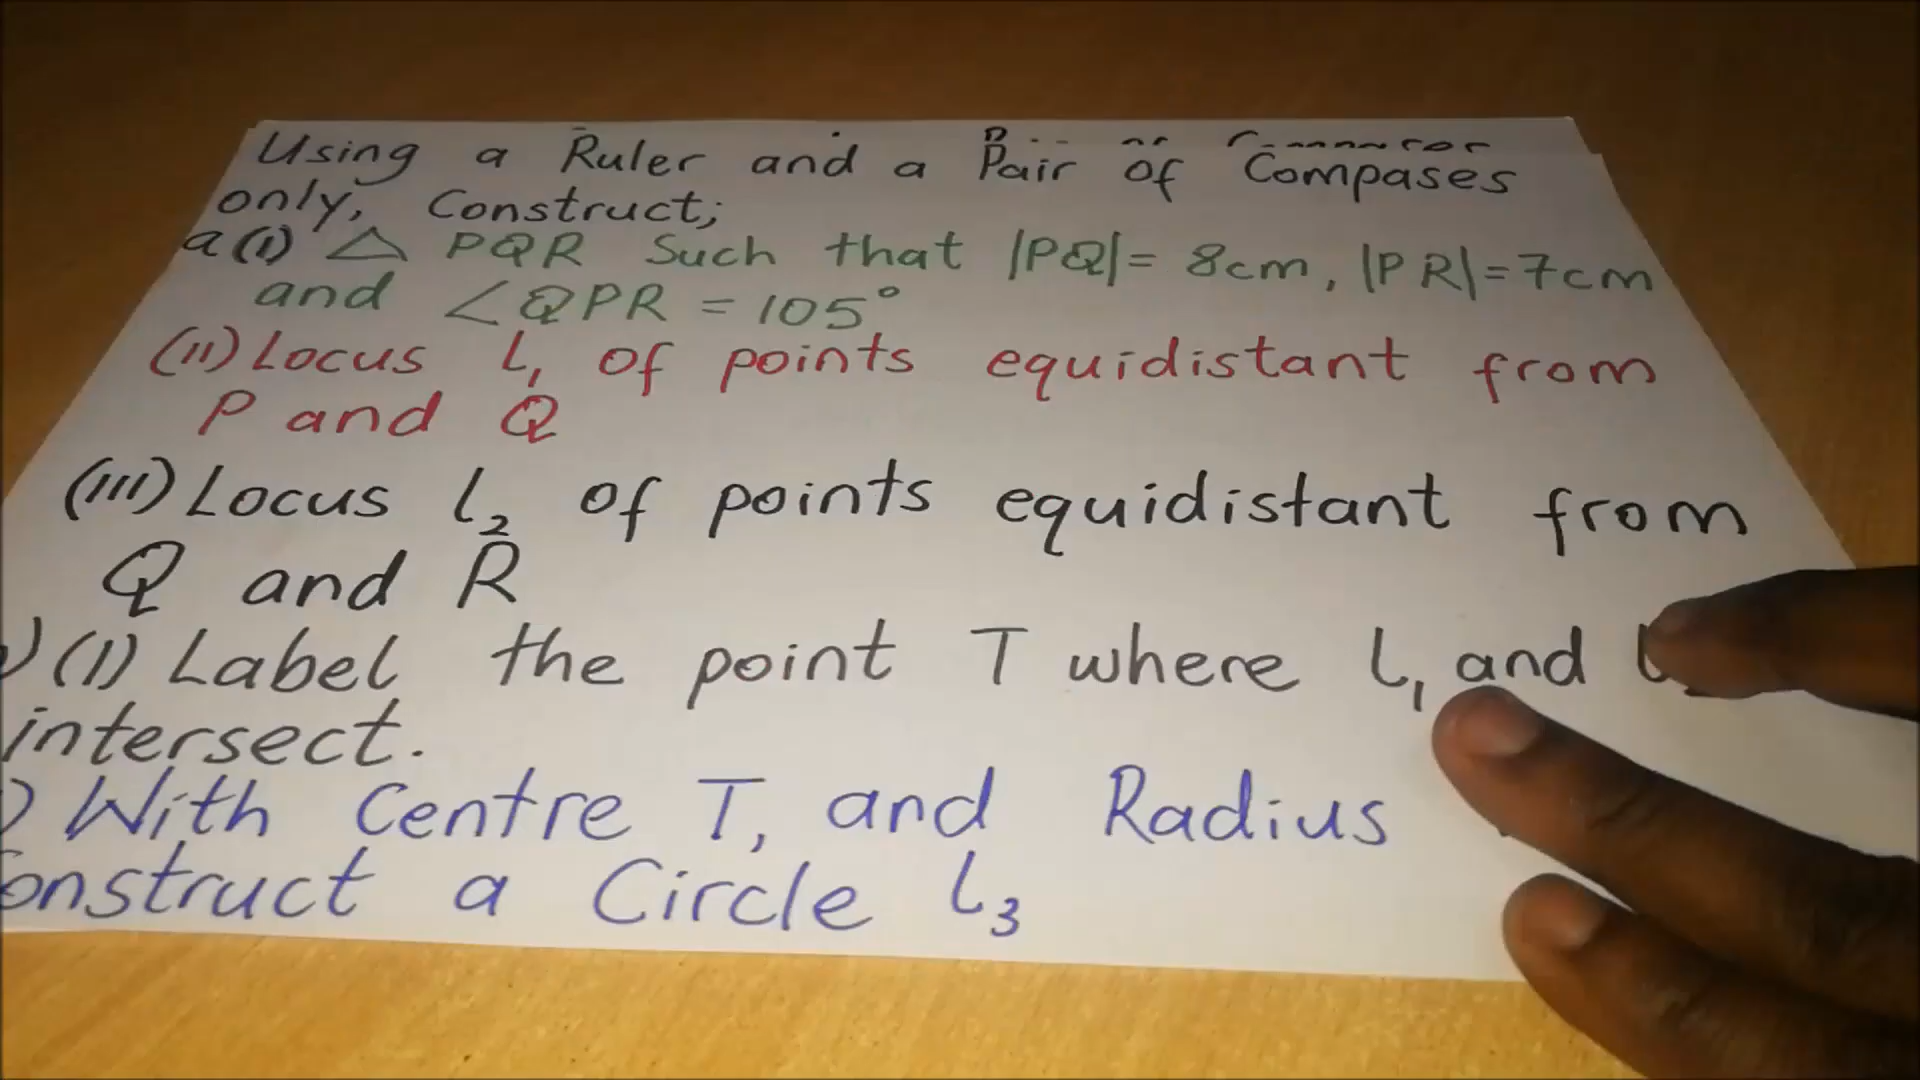 Using a Ruler and a Pair of Compases
only, Construct;
a(i) △ PQR Such that |PQ|= 8cm, |PR|=7cm
and ∠QPR = 105°
(ii) Locus L₁ of points equidistant from
P and Q
(iii) Locus l₂ of points equidistant from
Q and R
(i) Label the point T where l₁ and
intersect.
With Centre T, and Radius
onstruct a Circle l₃